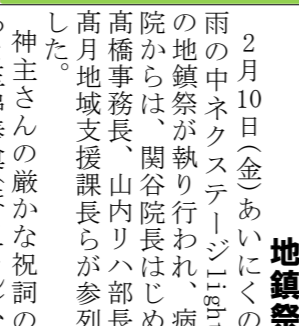 地鎮祭
２月10日(金)あいにくの
雨の中ネクステージligh
の地鎮祭が執り行われ、病
院からは、関谷院長はじめ
髙橋事務長、山内リハ部長
髙月地域支援課長らが参列
した。
神主さんの厳かな祝詞の